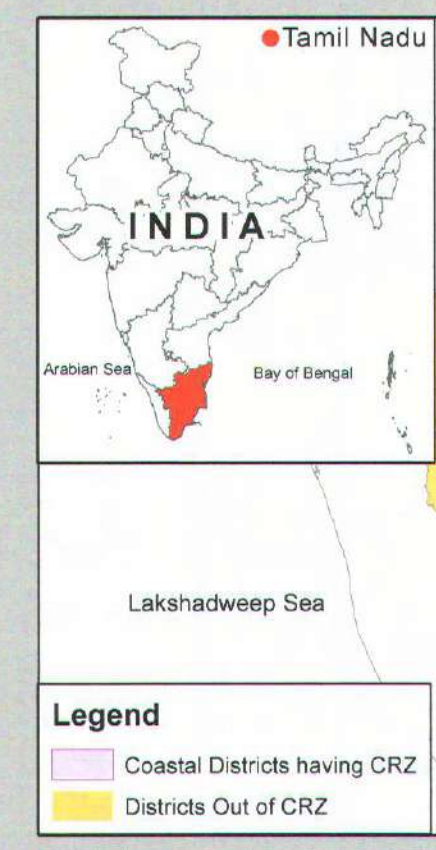 Tamil Nadu
INDIA
Arabian Sea
Bay of Bengal
Lakshadweep Sea
Legend
Coastal Districts having CRZ
Districts Out of CRZ